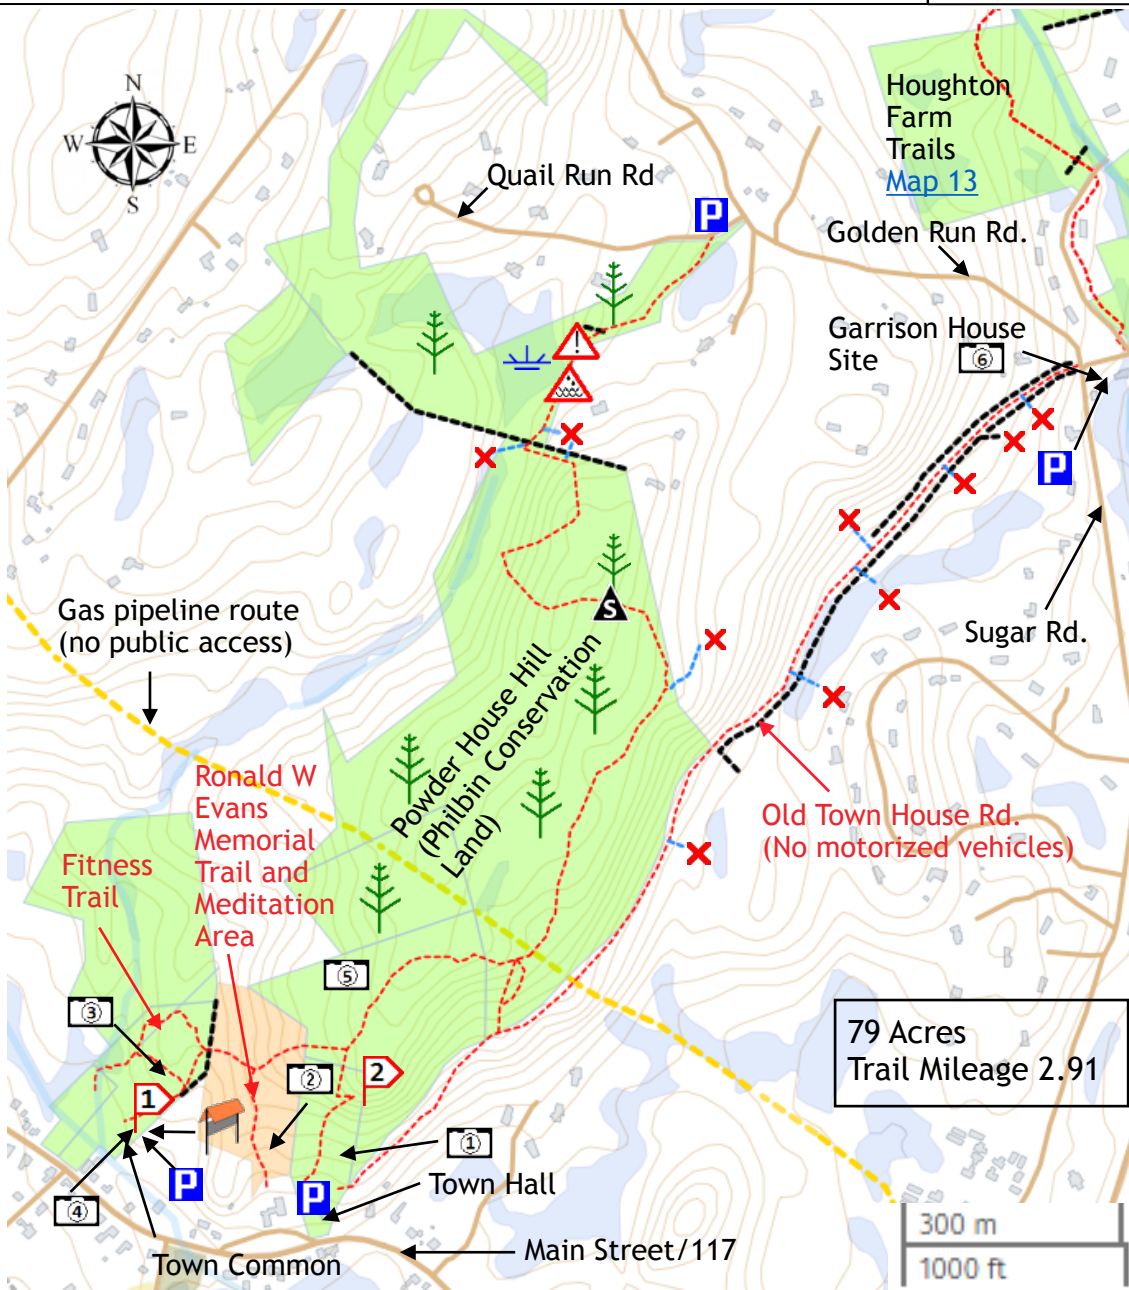 N
W
E
S
Houghton
Farm
Trails
Map 13
Quail Run Rd
P
Golden Run Rd.
Garrison House
Site
6
!
P
S
Gas pipeline route
(no public access)
Sugar Rd.
Powder House Hill
(Philbin Conservation
Land)
Ronald W
Evans
Memorial
Trail and
Meditation
Area
Old Town House Rd.
(No motorized vehicles)
Fitness
Trail
5
3
79 Acres
Trail Mileage 2.91
2
2
1
1
P
P
4
Town Hall
Town Common
Main Street/117
300 m
1000 ft